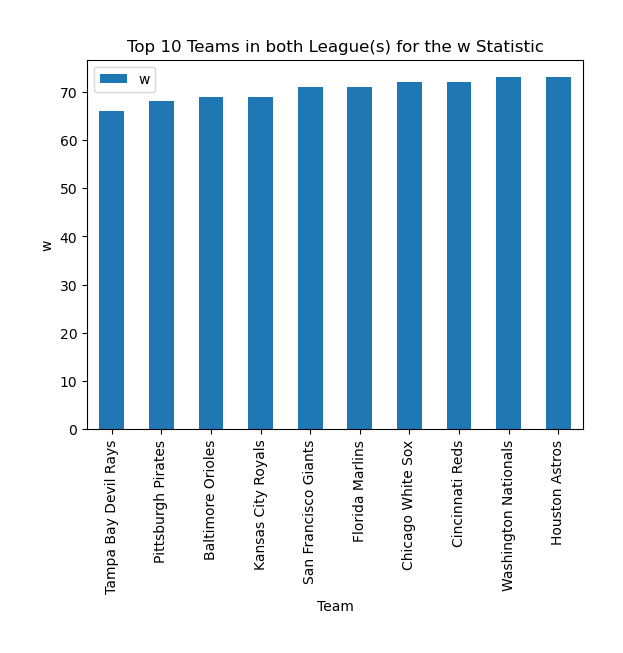 Top 10 Teams in both League(s) for the w Statistic
w
70
60
50
40
30
20
10
0
w
Tampa Bay Devil Rays
Pittsburgh Pirates
Baltimore Orioles
Kansas City Royals
San Francisco Giants
Florida Marlins
Chicago White Sox
Cincinnati Reds
Washington Nationals
Houston Astros
Team